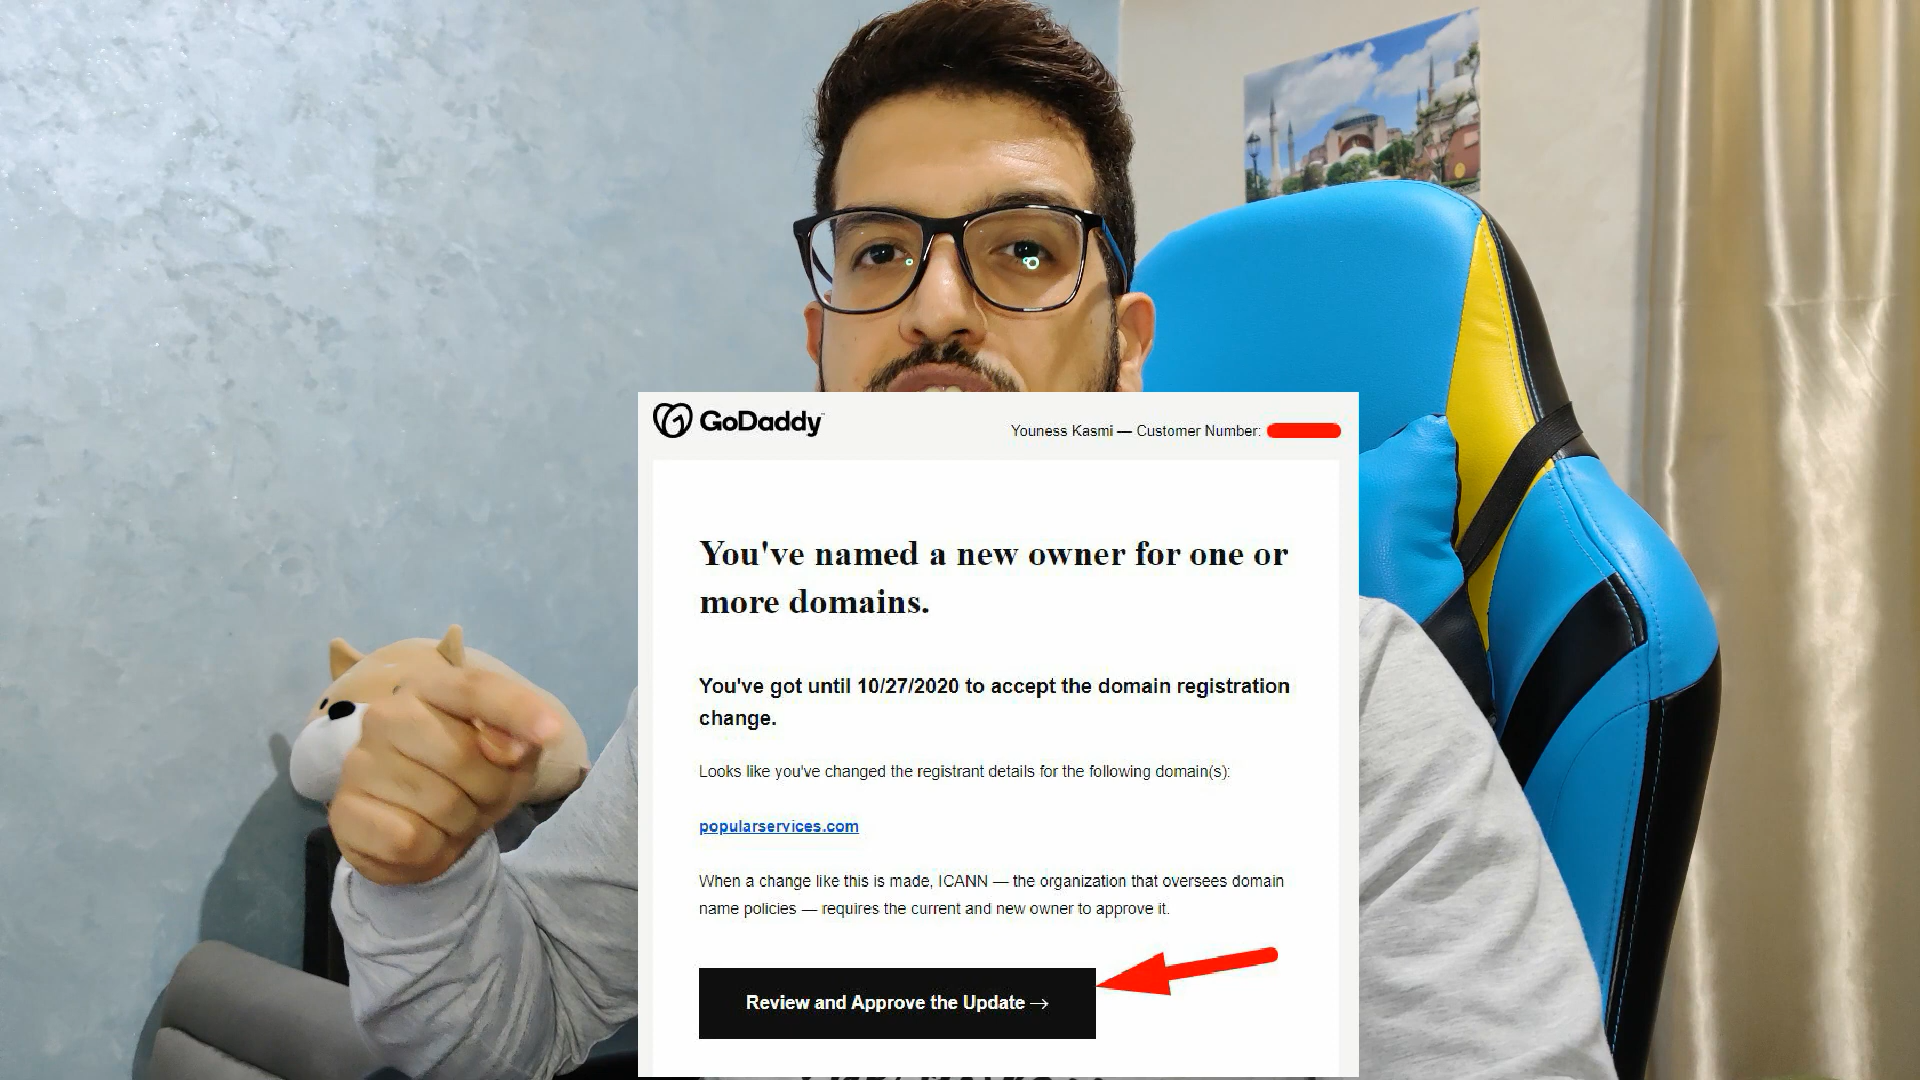 GoDaddy
Youness Kasmi — Customer Number:
You've named a new owner for one or
more domains.
You've got until 10/27/2020 to accept the domain registration
change.
Looks like you've changed the registrant details for the following domain(s):
popularservices.com
When a change like this is made, ICANN — the organization that oversees domain
name policies — requires the current and new owner to approve it.
Review and Approve the Update →